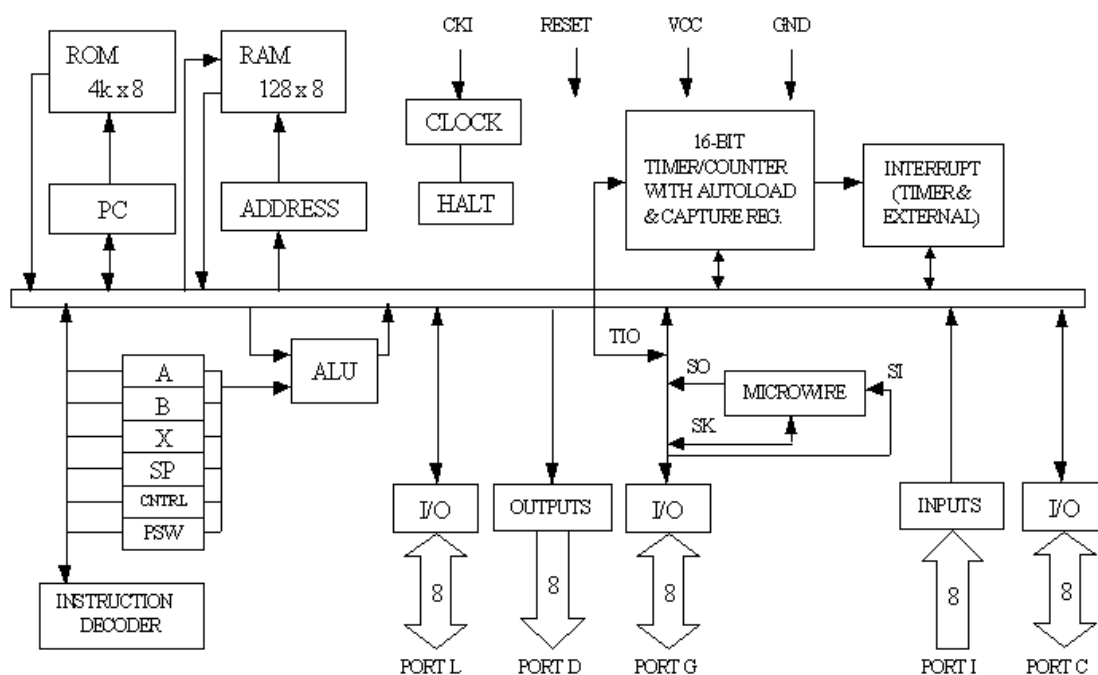 CKI
RESET
VCC
GND
ROM
4k x 8
RAM
128 x 8
CLOCK
HALT
16-BIT
TIMER/COUNTER
WITH AUTOLOAD
& CAPTURE REG.
INTERRUPT
(TIMER &
EXTERNAL)
PC
ADDRESS
TIO
ALU
SO
SI
MICROWIRE
SK
A
B
X
SP
CNTRL
PSW
I/O
OUTPUTS
I/O
INPUTS
I/O
INSTRUCTION
DECODER
8
8
8
8
8
PORT L
PORT D
PORT G
PORT I
PORT C